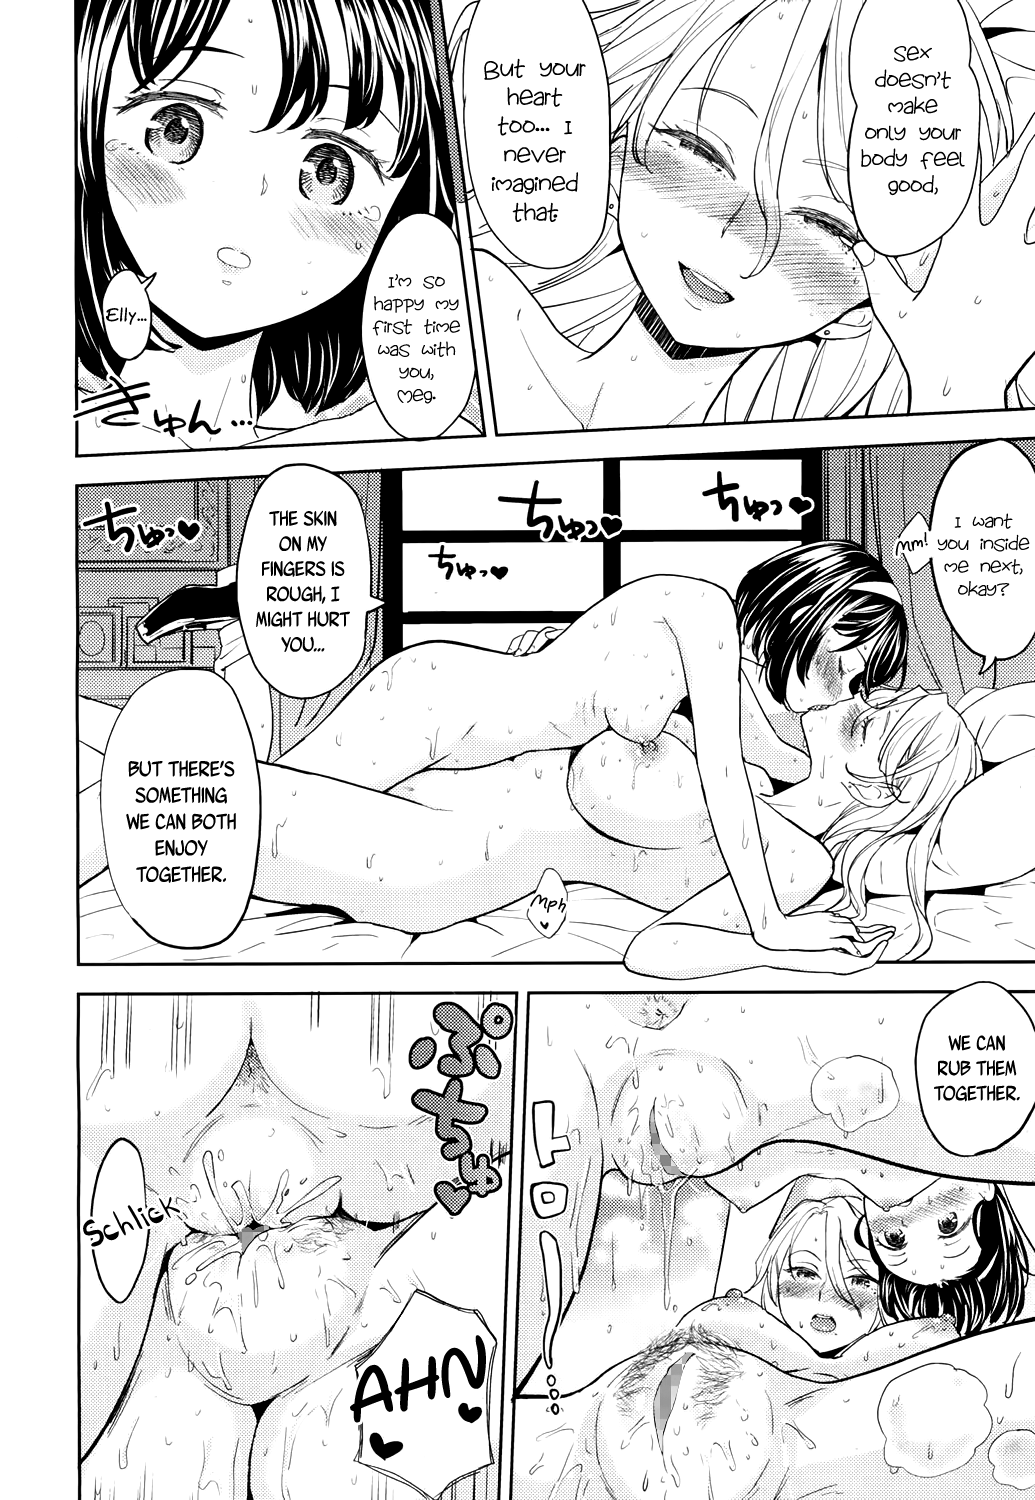 Sex
doesn't
make
only your
body feel
good,
But your
heart
too... I
never
imagined
that.
I'm so
happy my
first time
was with
you,
Meg.
Elly...
きゅん...
I want
you inside
me next,
okay?
mm!
ちゅっ♥
ちゅっ♥
ちゅっ♥
ちゅっ♥
THE SKIN
ON MY
FINGERS IS
ROUGH, I
MIGHT HURT
YOU...
BUT THERE'S
SOMETHING
WE CAN BOTH
ENJOY
TOGETHER.
mph
♥
WE CAN
RUB THEM
TOGETHER.
トロー...
ぷちゅ♥
Schlick
AHN
♥
♥